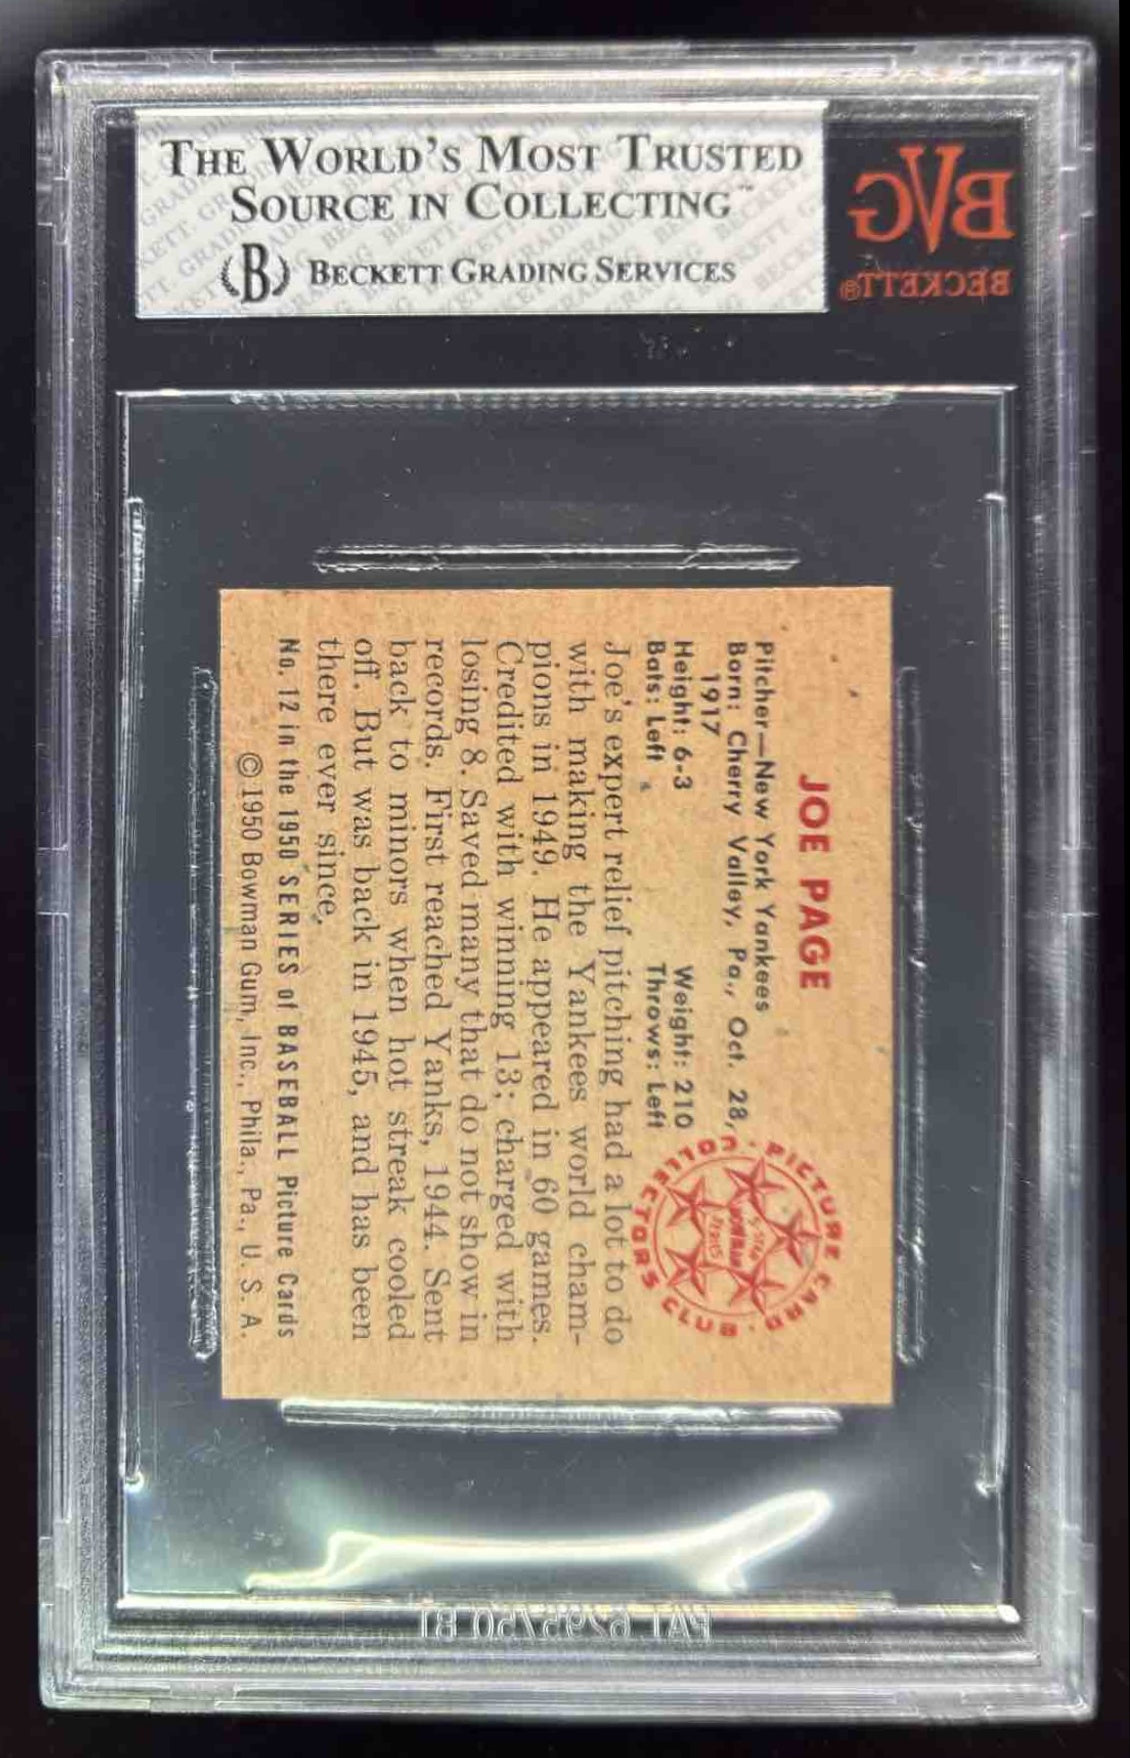 THE WORLD'S MOST TRUSTED
SOURCE IN COLLECTING™
(B) BECKETT GRADING SERVICES
BVG
BECKETT®
JOE PAGE
Pitcher—New York Yankees
Born: Cherry Valley, Pa., Oct. 28,
1917
Height: 6-3 Weight: 210
Bats: Left Throws: Left
PICTURE CARD COLLECTORS CLUB
5-STAR
BOWMAN
Joe's expert relief pitching had a lot to do
with making the Yankees world cham-
pions in 1949. He appeared in 60 games.
Credited with winning 13; charged with
losing 8. Saved many that do not show in
records. First reached Yanks, 1944. Sent
back to minors when hot streak cooled
off. But was back in 1945, and has been
there ever since.
No. 12 in the 1950 SERIES of BASEBALL Picture Cards
© 1950 Bowman Gum, Inc., Phila., Pa., U. S. A.